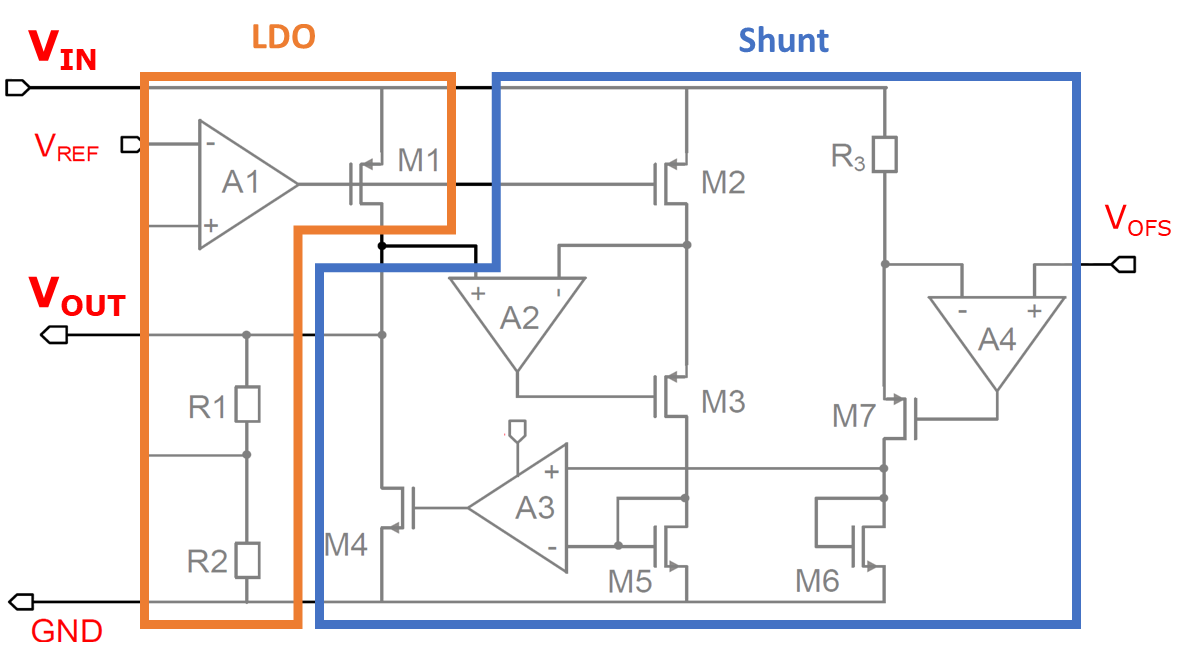 LDO
Shunt
VIN
VREF
-
A1
+
M1
M2
R3
VOFS
VOUT
+
-
A2
-
+
A4
R1
M3
M7
+
A3
-
R2
M4
M5
M6
GND